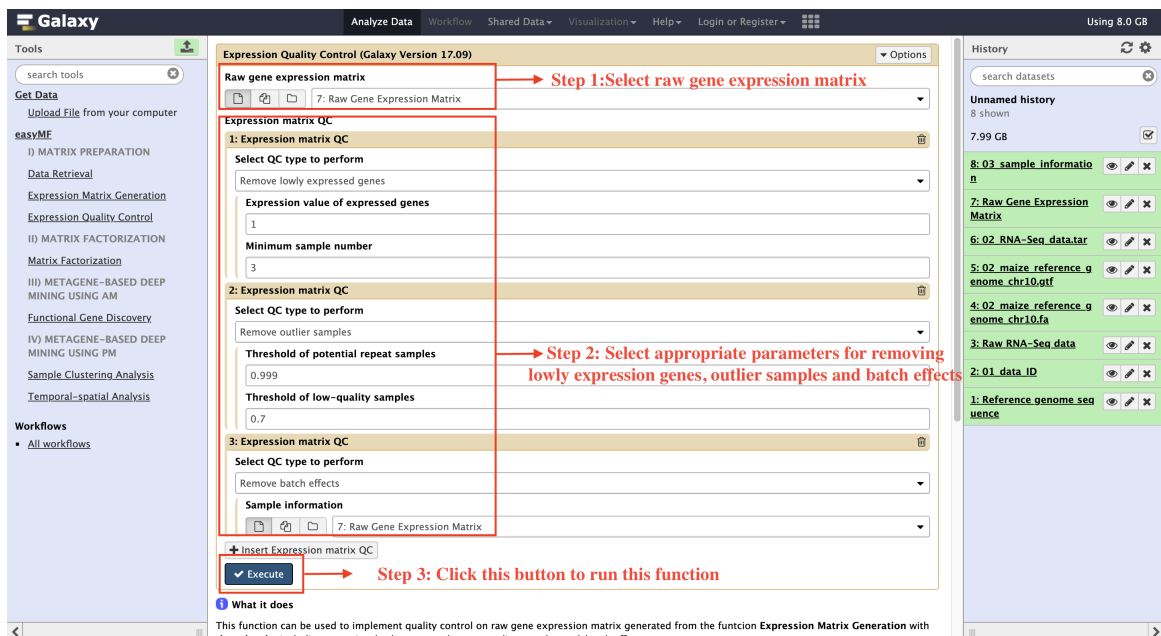 Galaxy
Analyze Data Workflow Shared Data Visualization Help Login or Register Using 8.0 GB
Tools
search tools
Get Data
Upload File from your computer
easyMF
I) MATRIX PREPARATION
Data Retrieval
Expression Matrix Generation
Expression Quality Control
II) MATRIX FACTORIZATION
Matrix Factorization
III) METAGENE-BASED DEEP
MINING USING AM
Functional Gene Discovery
IV) METAGENE-BASED DEEP
MINING USING PM
Sample Clustering Analysis
Temporal-spatial Analysis
Workflows
All workflows
Expression Quality Control (Galaxy Version 17.09)
Options
Raw gene expression matrix
Step 1:Select raw gene expression matrix
7: Raw Gene Expression Matrix
Expression matrix QC
1: Expression matrix QC
Select QC type to perform
Remove lowly expressed genes
Expression value of expressed genes
1
Minimum sample number
3
2: Expression matrix QC
Select QC type to perform
Remove outlier samples
Threshold of potential repeat samples
Step 2: Select appropriate parameters for removing
lowly expression genes, outlier samples and batch effects
0.999
Threshold of low-quality samples
0.7
3: Expression matrix QC
Select QC type to perform
Remove batch effects
Sample information
7: Raw Gene Expression Matrix
Insert Expression matrix QC
Execute
Step 3: Click this button to run this function
What it does
This function can be used to implement quality control on raw gene expression matrix generated from the funtcion Expression Matrix Generation with
History
search datasets
Unnamed history
8 shown
7.99 GB
8: 03_sample_informatio
n
7: Raw Gene Expression
Matrix
6: 02_RNA-Seq_data.tar
5: 02_maize_reference_g
enome_chr10.gtf
4: 02_maize_reference_g
enome_chr10.fa
3: Raw RNA-Seq data
2: 01_data_ID
1: Reference genome seq
uence